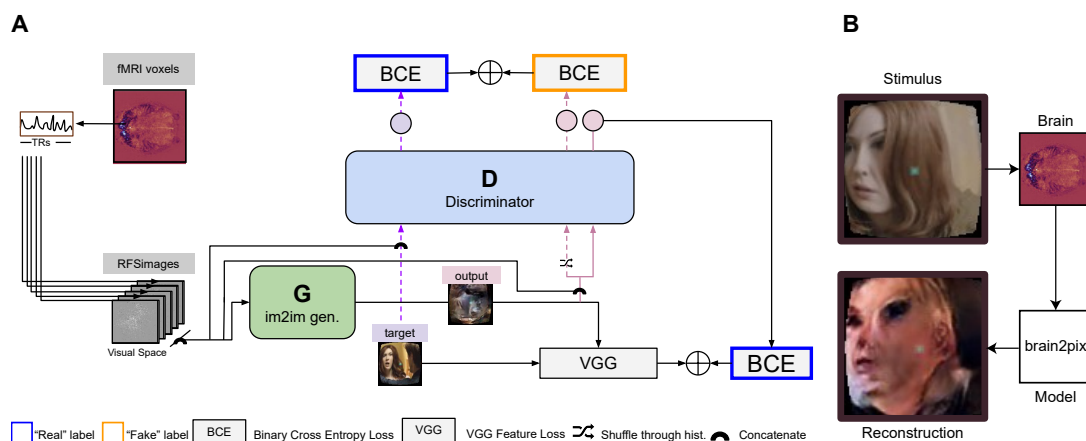 A
B
fMRI voxels
TRs
RFSimages
Visual Space
BCE
BCE
D
Discriminator
G
im2im gen.
output
target
VGG
BCE
"Real" label
"Fake" label
BCE
Binary Cross Entropy Loss
VGG
VGG Feature Loss
Shuffle through hist.
Concatenate
Stimulus
Brain
brain2pix
Model
Reconstruction